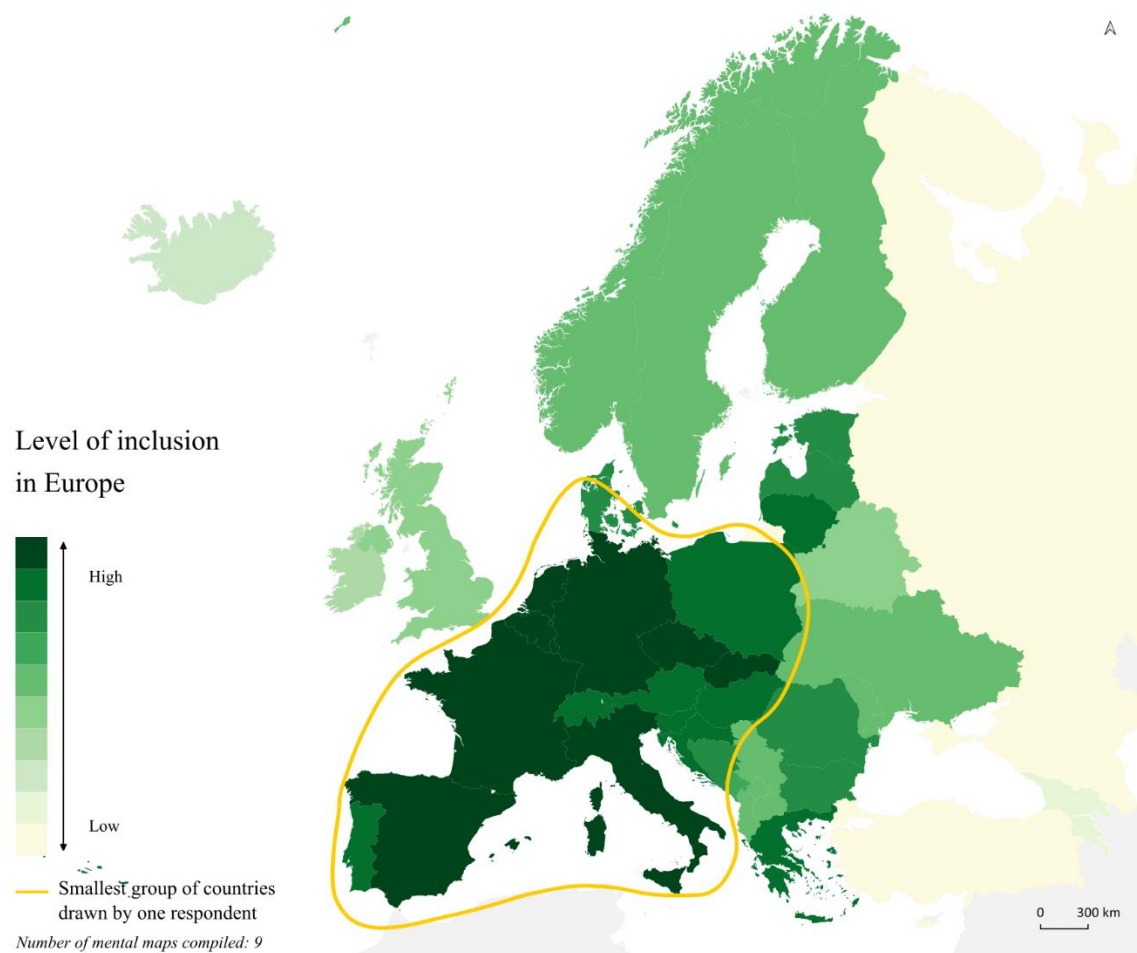 Level of inclusion
in Europe
High
Low
Smallest group of countries
drawn by one respondent
Number of mental maps compiled: 9
0 300 km